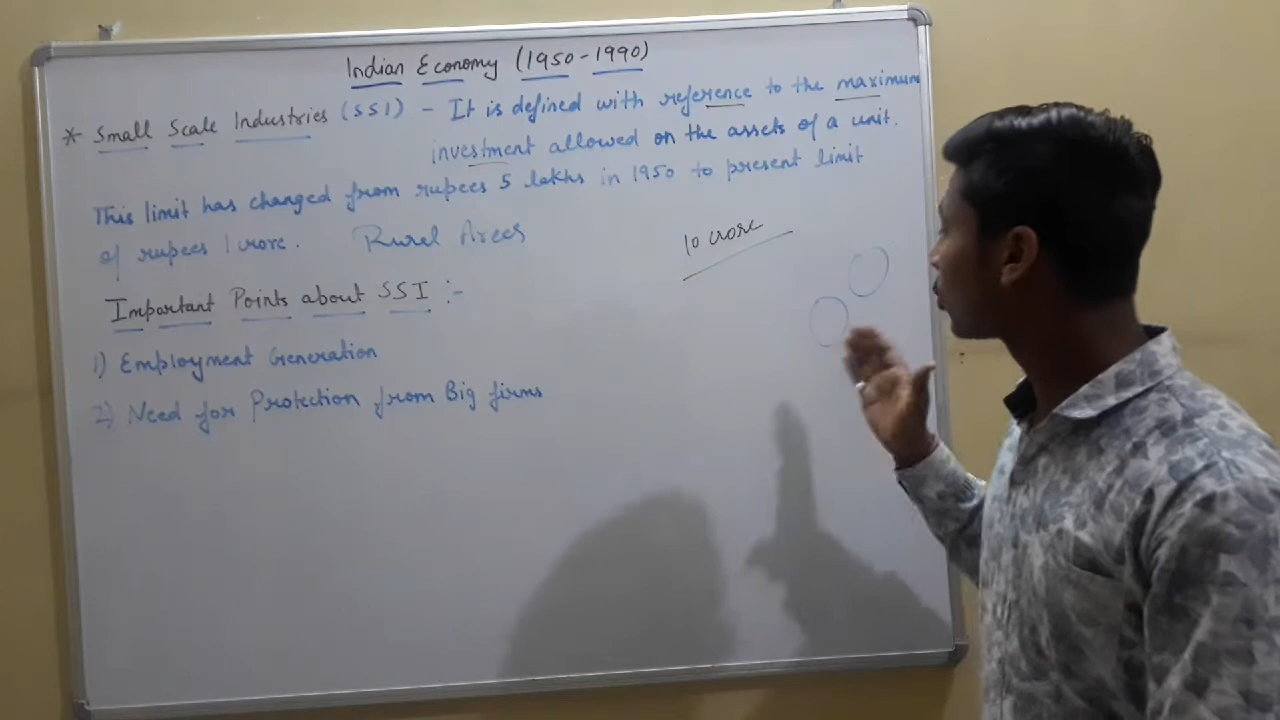 Indian Economy (1950-1990)
* Small Scale Industries (SSI) - It is defined with reference to the maximum
investment allowed on the assets of a unit.
This limit has changed from rupees 5 lakhs in 1950 to present limit
of rupees 1 crore. Rural Areas
10 crore
Important Points about SSI :-
1) Employment Generation
2) Need for Protection from Big firms